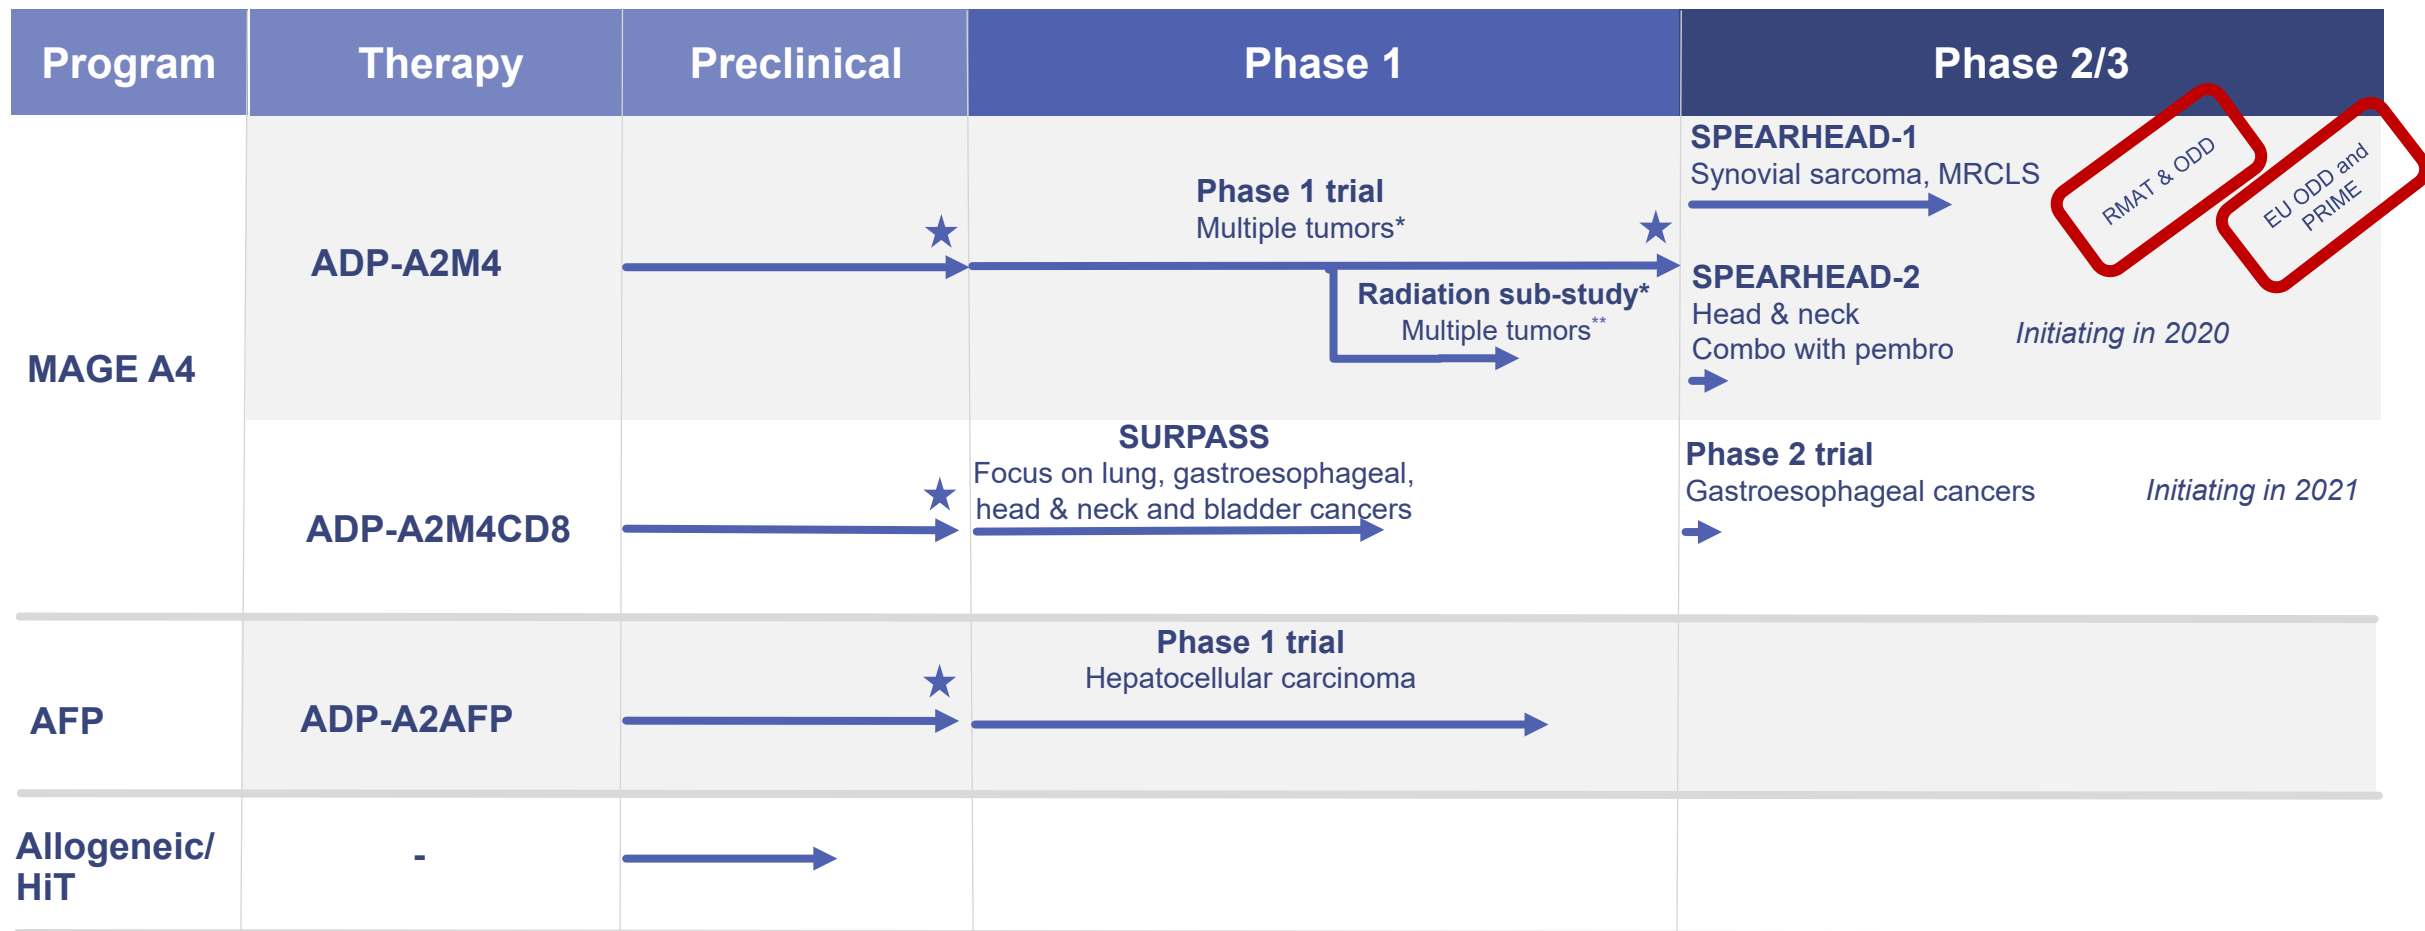 Program
Therapy
Preclinical
Phase 1
Phase 2/3
MAGE A4
ADP-A2M4
Phase 1 trial
Multiple tumors*
Radiation sub-study*
Multiple tumors**
SPEARHEAD-1
Synovial sarcoma, MRCLS
RMAT & ODD
EU ODD and
PRIME
SPEARHEAD-2
Head & neck
Combo with pembro
Initiating in 2020
ADP-A2M4CD8
SURPASS
Focus on lung, gastroesophageal,
head & neck and bladder cancers
Phase 2 trial
Gastroesophageal cancers
Initiating in 2021
AFP
ADP-A2AFP
Phase 1 trial
Hepatocellular carcinoma
Allogeneic/
HiT
-